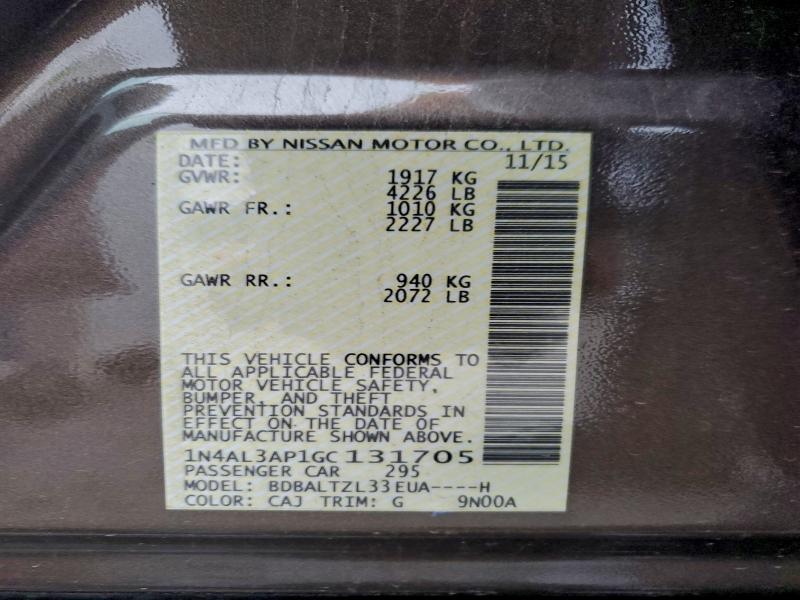 MFD BY NISSAN MOTOR CO., LTD.
DATE: 11/15
GVWR: 1917 KG
4226 LB
GAWR FR.: 1010 KG
2227 LB
GAWR RR.: 940 KG
2072 LB
THIS VEHICLE CONFORMS TO
ALL APPLICABLE FEDERAL
MOTOR VEHICLE SAFETY,
BUMPER, AND THEFT
PREVENTION STANDARDS IN
EFFECT ON THE DATE OF
MANUFACTURE SHOWN ABOVE.
1N4AL3AP1GC131705
PASSENGER CAR 295
MODEL: BDBALTZL33EUA----H
COLOR: CAJ TRIM: G 9N00A